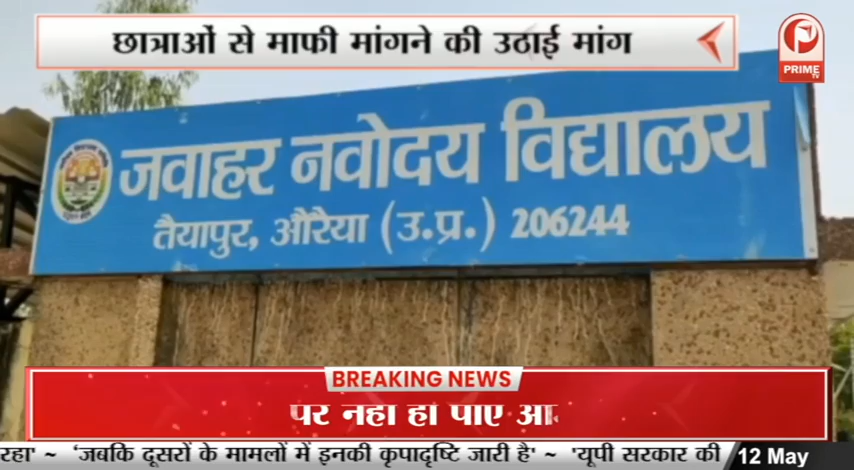 छात्राओं से माफी मांगने की उठाई मांग
PRIME
TV
जवाहर नवोदय विद्यालय
तैयापुर, औरैया (उ.प्र.) 206244
BREAKING NEWS
पर नहीं हो पाए
रहा' ~ 'जबकि दूसरों के मामलों में इनकी कृपादृष्टि जारी है' ~ 'यूपी सरकार की
12 May